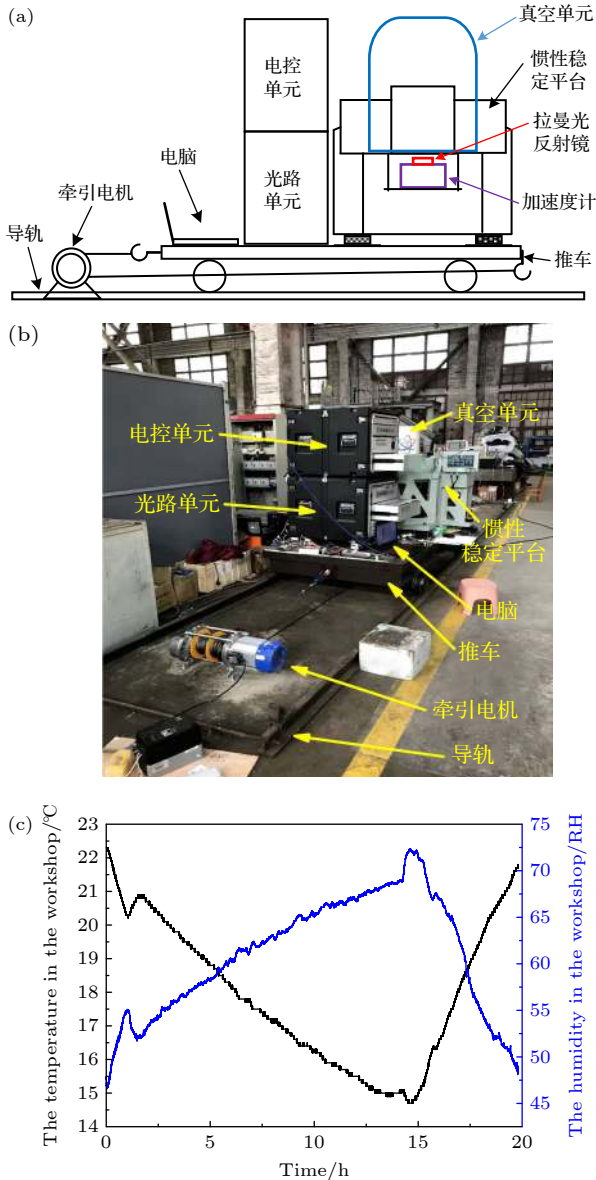 (a)
真空单元
惯性稳
定平台
电控
单元
拉曼光
反射镜
电脑
光路
单元
加速度计
牵引电机
导轨
推车
(b)
真空单元
电控单元
光路单元
惯性
稳定平台
电脑
推车
牵引电机
导轨
(c)
The temperature in the workshop/℃
23
22
21
20
19
18
17
16
15
14
75
70
65
60
55
50
45
The humidity in the workshop/RH
0
5
10
15
20
Time/h